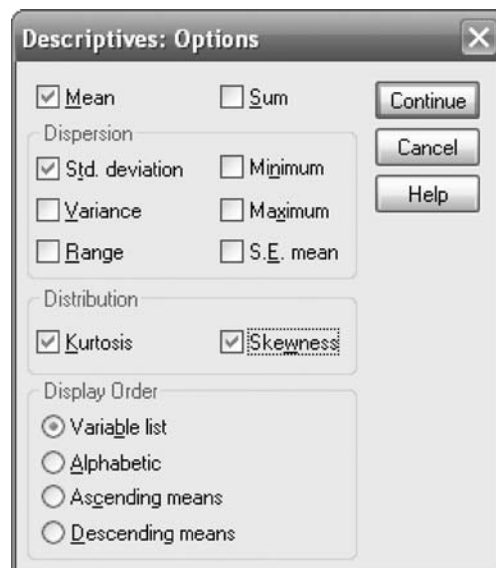 Descriptives: Options
Mean Sum
Continue
Dispersion
Cancel
Std. deviation Minimum
Help
Variance Maximum
Range S.E. mean
Distribution
Kurtosis Skewness
Display Order
Variable list
Alphabetic
Ascending means
Descending means